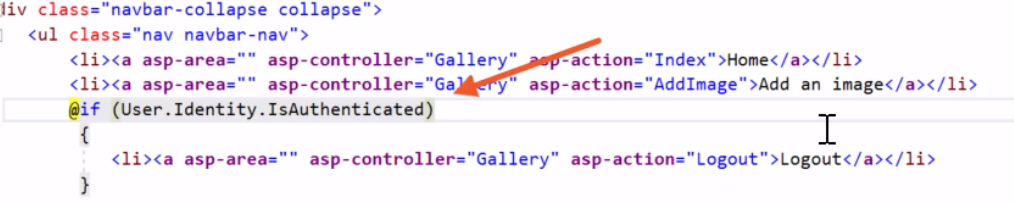 div class="navbar-collapse collapse">
<ul class="nav navbar-nav">
<li><a asp-area="" asp-controller="Gallery" asp-action="Index">Home</a></li>
<li><a asp-area="" asp-controller="Gallery" asp-action="AddImage">Add an image</a></li>
@if (User.Identity.IsAuthenticated)
{
<li><a asp-area="" asp-controller="Gallery" asp-action="Logout">Logout</a></li>
}